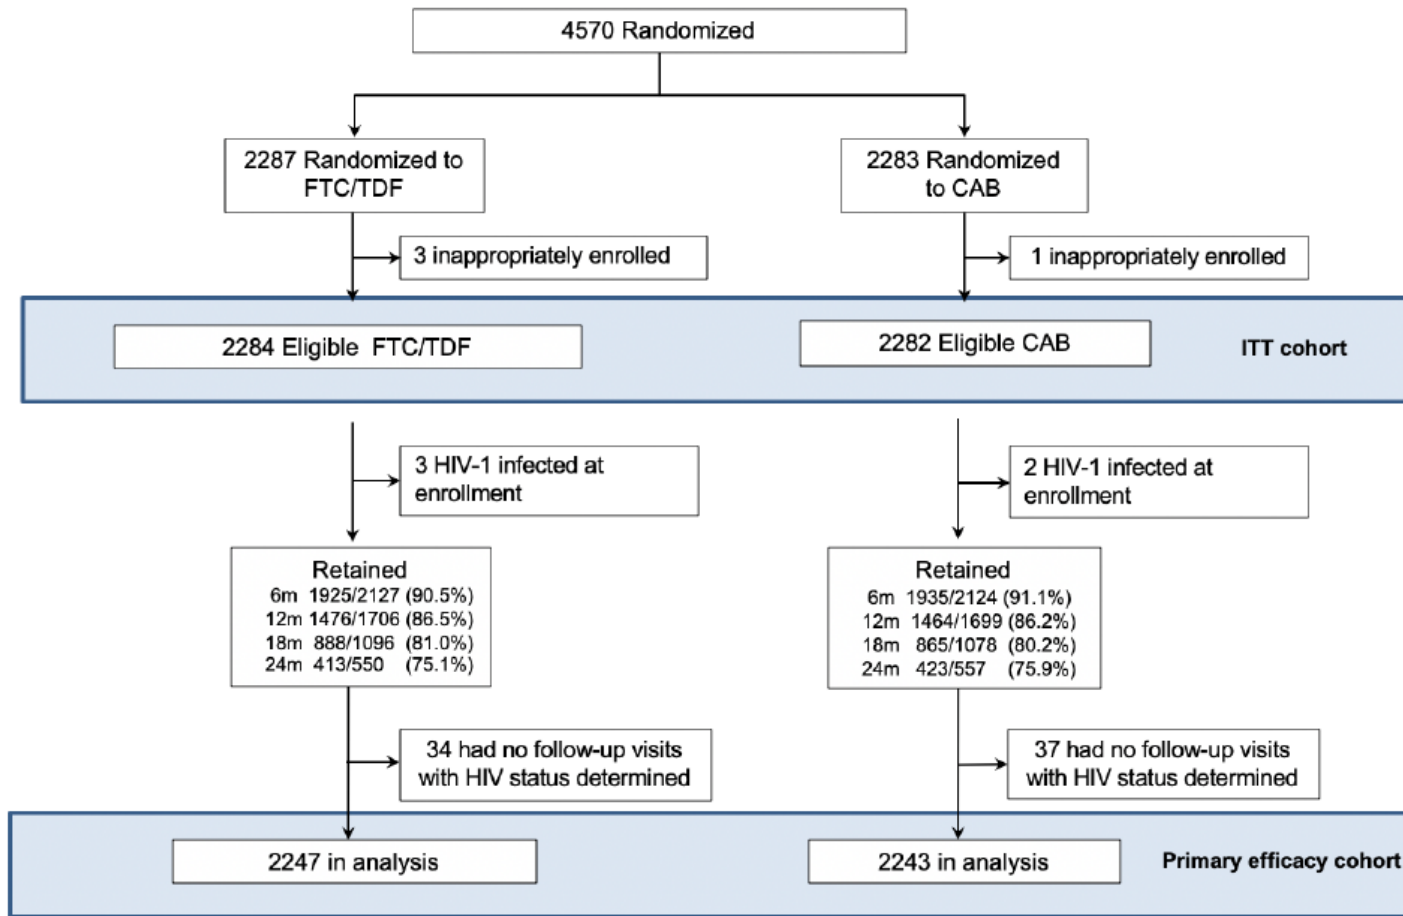 4570 Randomized
2287 Randomized to
FTC/TDF
2283 Randomized
to CAB
3 inappropriately enrolled
1 inappropriately enrolled
2284 Eligible FTC/TDF
2282 Eligible CAB
ITT cohort
3 HIV-1 infected at
enrollment
2 HIV-1 infected at
enrollment
Retained
6m 1925/2127 (90.5%)
12m 1476/1706 (86.5%)
18m 888/1096 (81.0%)
24m 413/550 (75.1%)
Retained
6m 1935/2124 (91.1%)
12m 1464/1699 (86.2%)
18m 865/1078 (80.2%)
24m 423/557 (75.9%)
34 had no follow-up visits
with HIV status determined
37 had no follow-up visits
with HIV status determined
2247 in analysis
2243 in analysis
Primary efficacy cohort